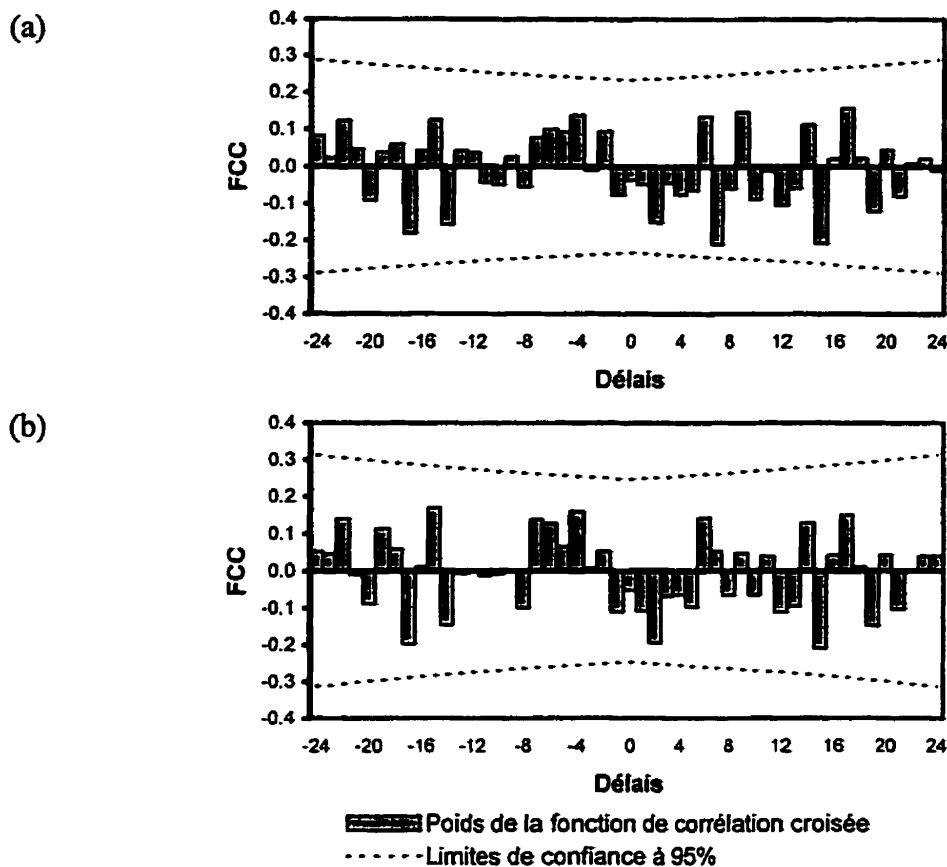 (a)
0.4
0.3
0.2
0.1
0.0
-0.1
-0.2
-0.3
-0.4
FCC
-24 -20 -16 -12 -8 -4 0 4 8 12 16 20 24
Délais
(b)
0.4
0.3
0.2
0.1
0.0
-0.1
-0.2
-0.3
-0.4
FCC
-24 -20 -16 -12 -8 -4 0 4 8 12 16 20 24
Délais
Poids de la fonction de corrélation croisée
Limites de confiance à 95%